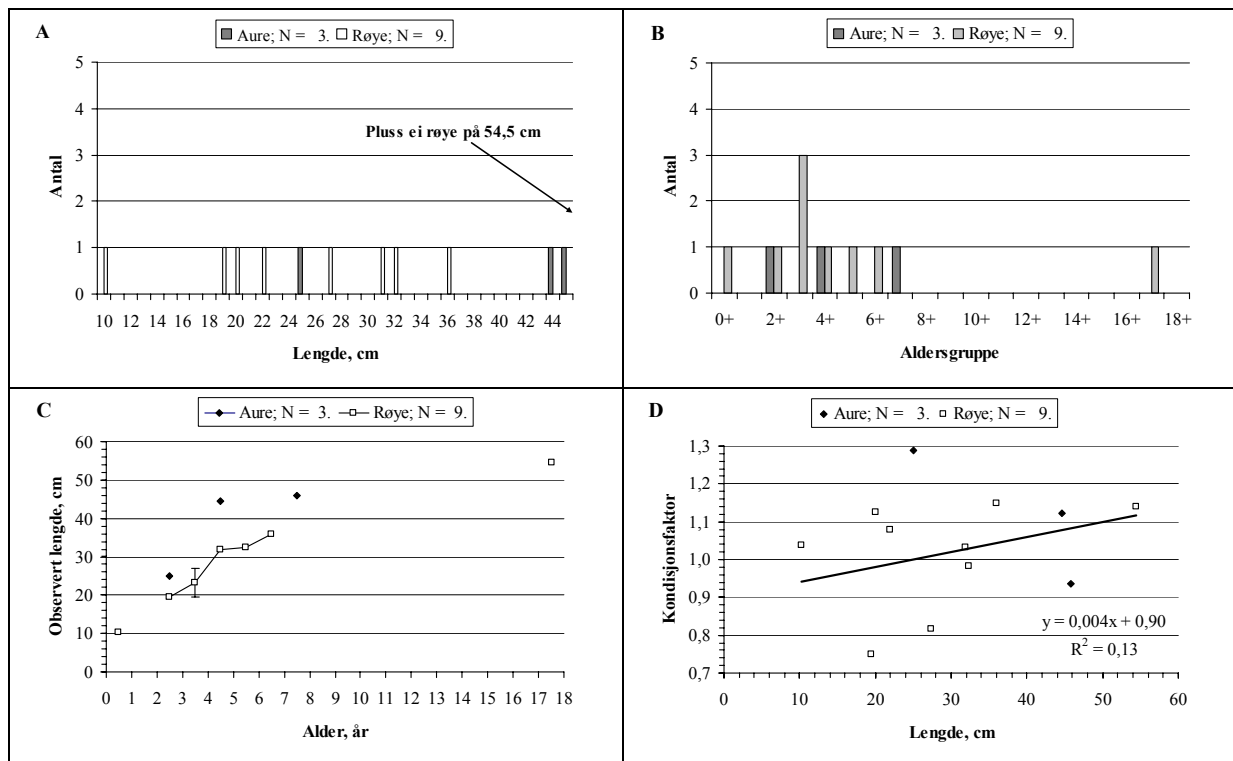 A
Aure; N = 3. Røye; N = 9.
5
4
3
2
1
0
Antal
Pluss ei røye på 54,5 cm
10 12 14 16 18 20 22 24 26 28 30 32 34 36 38 40 42 44
Lengde, cm
B
Aure; N = 3. Røye; N = 9.
5
4
3
2
1
0
Antal
0+ 2+ 4+ 6+ 8+ 10+ 12+ 14+ 16+ 18+
Aldersgruppe
C
Aure; N = 3. Røye; N = 9.
60
50
40
30
20
10
0
Observert lengde, cm
0 1 2 3 4 5 6 7 8 9 10 11 12 13 14 15 16 17 18
Alder, år
D
Aure; N = 3. Røye; N = 9.
1,3
1,2
1,1
1,0
0,9
0,8
0,7
Kondisjonsfaktor
y = 0,004x + 0,90
R² = 0,13
0 10 20 30 40 50 60
Lengde, cm